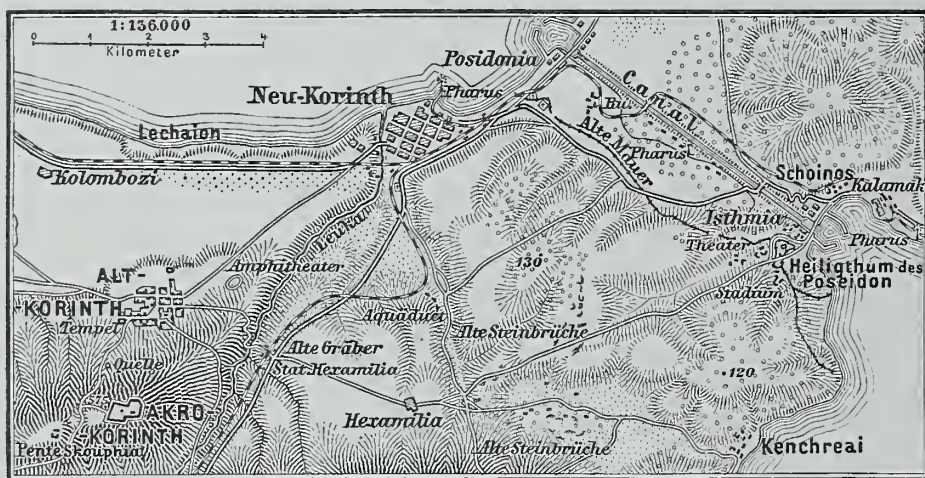 1:136.000
0 1 2 3 4
Kilometer
Posidonia
Canal
Neu-Korinth
Pharus
Lechaion
Alte Mauer
Pharus
Kolombozi
Schoinos
Isthmia
Theater
Pharus
Leuka
Amphitheater
130
Heiligthum des
Poseidon
ALT-
KORINTH
Tempel
Stadium
Aquaduct
Alte Steinbrüche
Quelle
Alte Gräber
Stat. Hexamilia
120
AKRO-
KORINTH
Hexamilia
Pente Skouphia
Alte Steinbrüche
Kenchreai